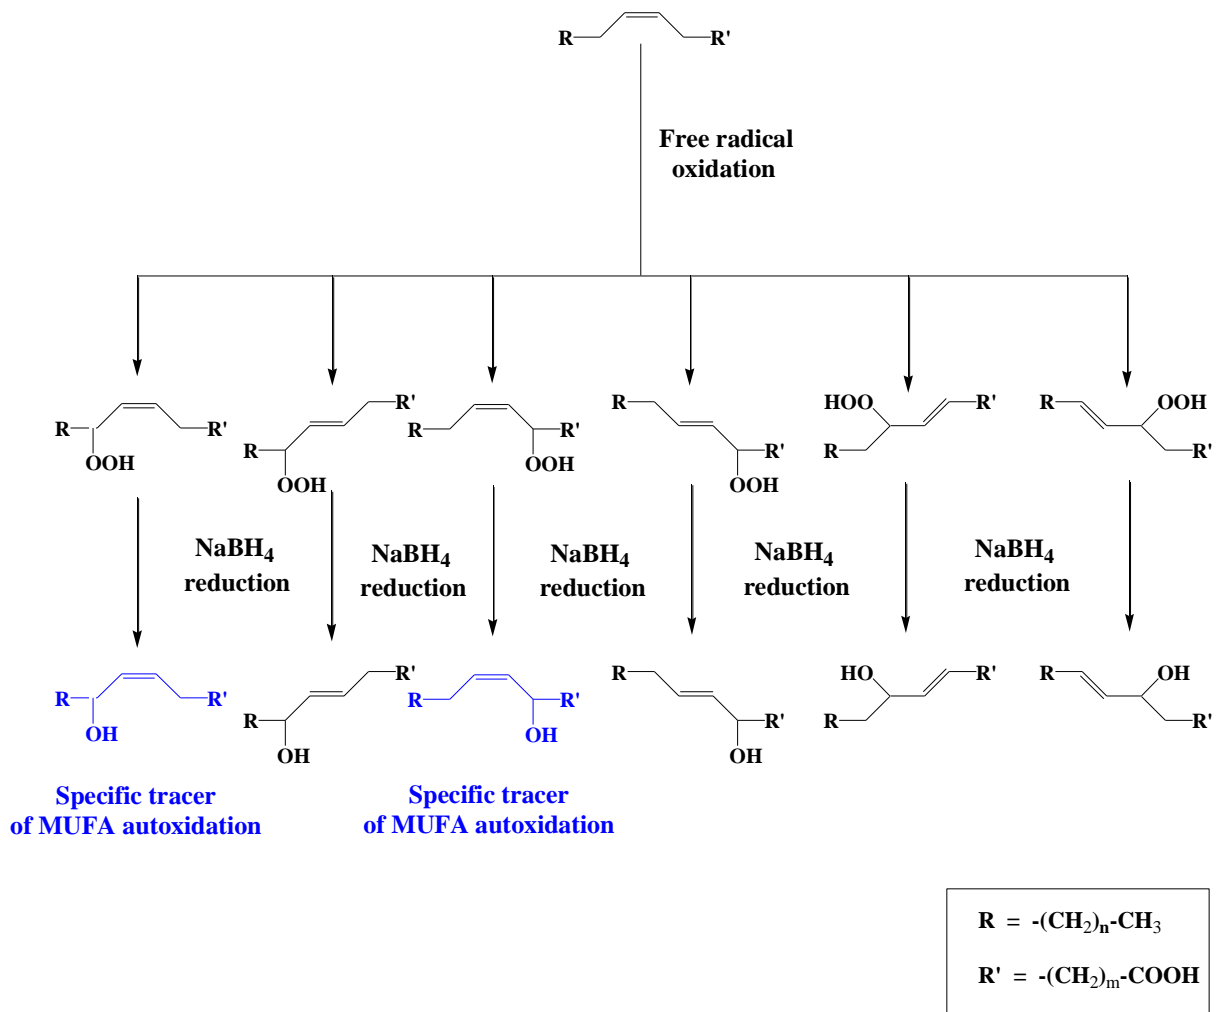 R R'
Free radical
oxidation
R R' OOH
R' R OOH
R R' OOH
R R' OOH
HOO R' R
R OOH R'
NaBH4
reduction
NaBH4
reduction
NaBH4
reduction
NaBH4
reduction
NaBH4
reduction
R R' OH
R' R OH
R R' OH
R R' OH
HO R' R
R OH R'
Specific tracer
of MUFA autoxidation
Specific tracer
of MUFA autoxidation
R = -(CH2)n-CH3
R' = -(CH2)m-COOH